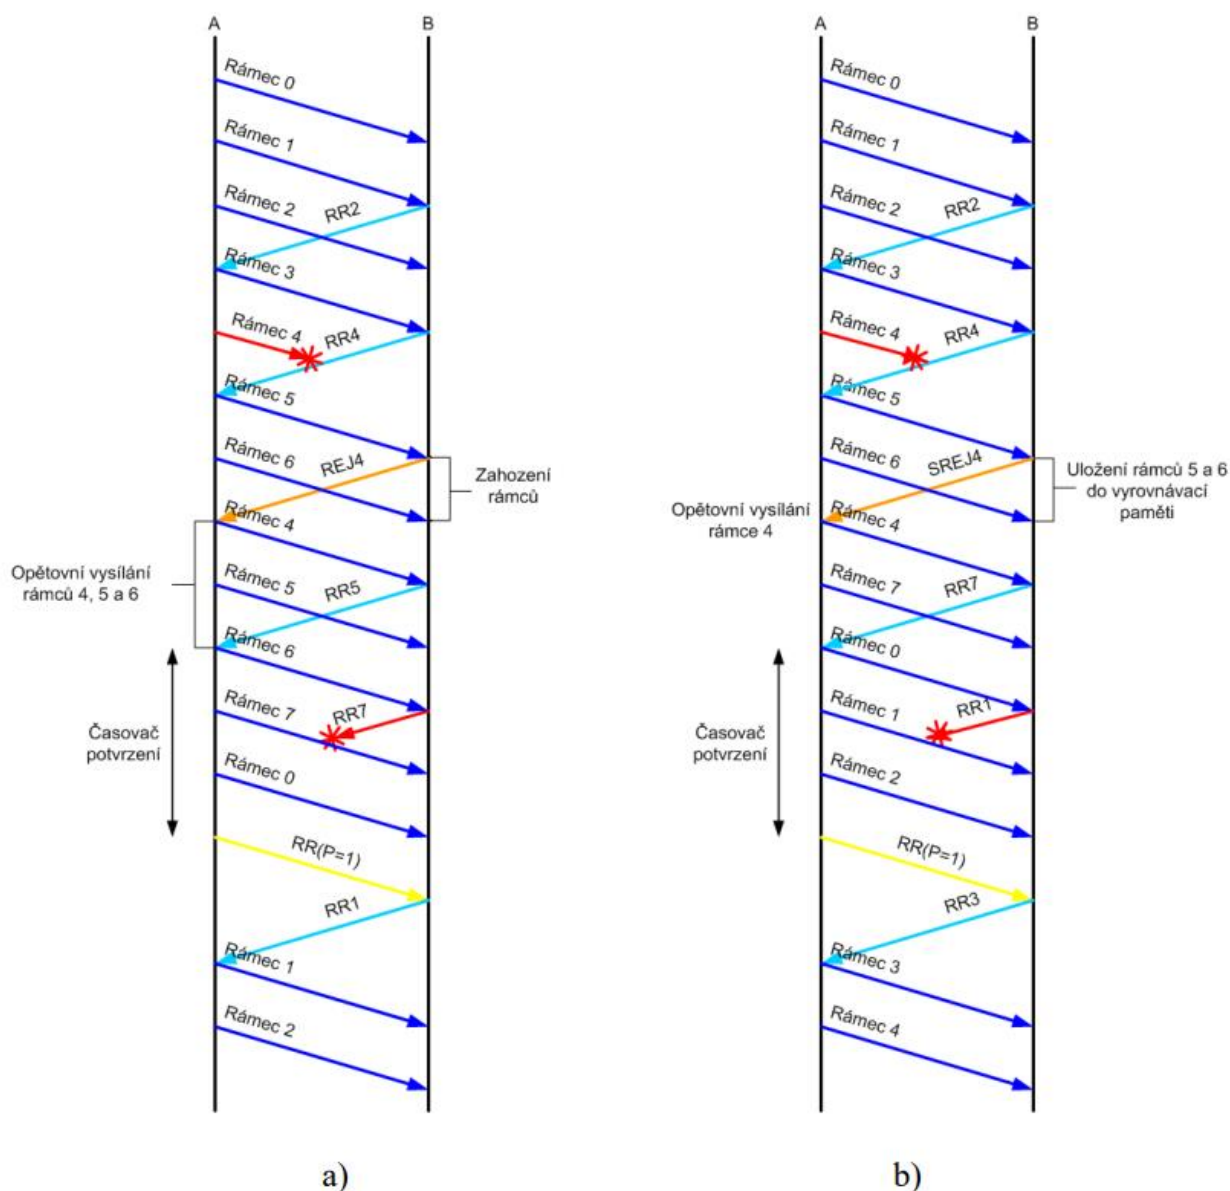 A
B
Rámec 0
Rámec 1
Rámec 2
RR2
Rámec 3
Rámec 4
RR4
Rámec 5
Rámec 6
REJ4
Zahození
rámců
Rámec 4
Opětovní vysílání
rámců 4, 5 a 6
Rámec 5
RR5
Rámec 6
Rámec 7
RR7
Časovač
potvrzení
Rámec 0
RR(P=1)
RR1
Rámec 1
Rámec 2
a)
A
B
Rámec 0
Rámec 1
Rámec 2
RR2
Rámec 3
Rámec 4
RR4
Rámec 5
Rámec 6
SREJ4
Uložení rámců 5 a 6
do vyrovnávací
paměti
Opětovní vysílání
rámce 4
Rámec 4
Rámec 7
RR7
Rámec 0
Rámec 1
RR1
Časovač
potvrzení
Rámec 2
RR(P=1)
RR3
Rámec 3
Rámec 4
b)